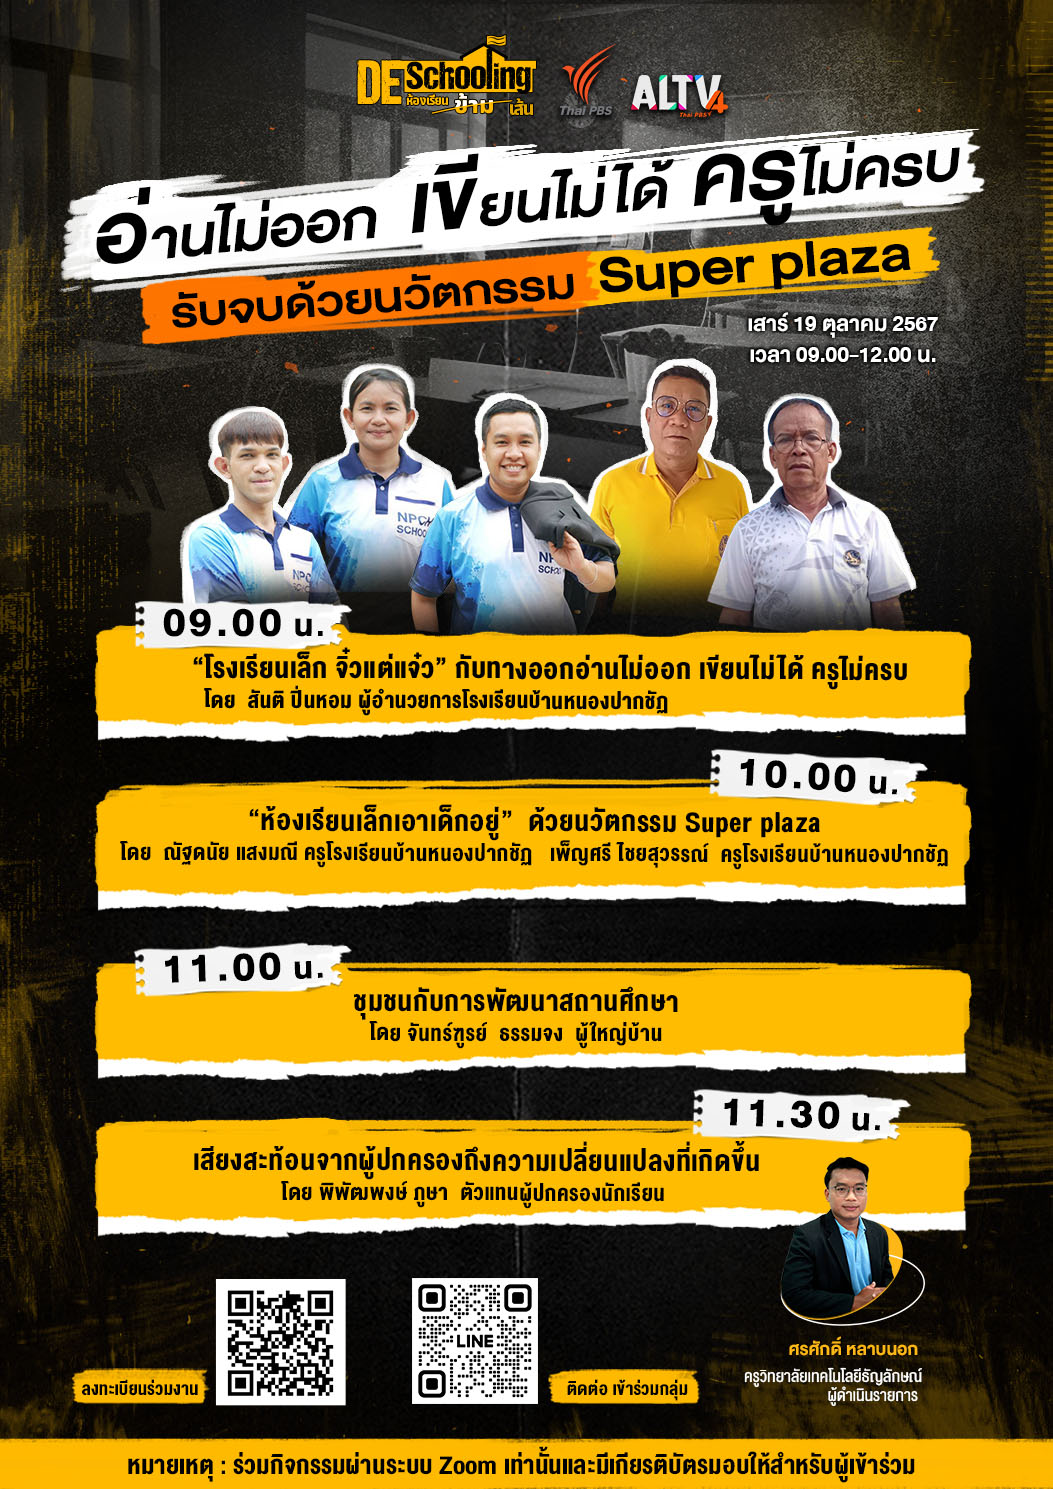 DESchooling
ห้องเรียน ข้าม เส้น
Thai PBS
ALTV4
Thai PBS
อ่านไม่ออก เขียนไม่ได้ ครูไม่ครบ
รับจบด้วยนวัตกรรม Super plaza
เสาร์ 19 ตุลาคม 2567
เวลา 09.00-12.00 น.
NPCH
SCHOO
NPC
SCHO
NP
SCHOO
09.00 น.
“โรงเรียนเล็ก จิ๋วแต่แจ๋ว” กับทางออกอ่านไม่ออก เขียนไม่ได้ ครูไม่ครบ
โดย สันติ ปิ่นหอม ผู้อำนวยการโรงเรียนบ้านหนองปากชัฏ
10.00 น.
“ห้องเรียนเล็กเอาเด็กอยู่” ด้วยนวัตกรรม Super plaza
โดย ณัฐดนัย แสงมณี ครูโรงเรียนบ้านหนองปากชัฏ เพ็ญศรี ไชยสุวรรณ์ ครูโรงเรียนบ้านหนองปากชัฏ
11.00 น.
ชุมชนกับการพัฒนาสถานศึกษา
โดย จันทร์ฑูรย์ ธรรมจง ผู้ใหญ่บ้าน
11.30 น.
เสียงสะท้อนจากผู้ปกครองถึงความเปลี่ยนแปลงที่เกิดขึ้น
โดย พิพัฒพงษ์ ภูษา ตัวแทนผู้ปกครองนักเรียน
LINE
ลงทะเบียนร่วมงาน
ติดต่อ เข้าร่วมกลุ่ม
ศรศักดิ์ หลาบนอก
ครูวิทยาลัยเทคโนโลยีธัญลักษณ์
ผู้ดำเนินรายการ
หมายเหตุ : ร่วมกิจกรรมผ่านระบบ Zoom เท่านั้นและมีเกียรติบัตรมอบให้สำหรับผู้เข้าร่วม